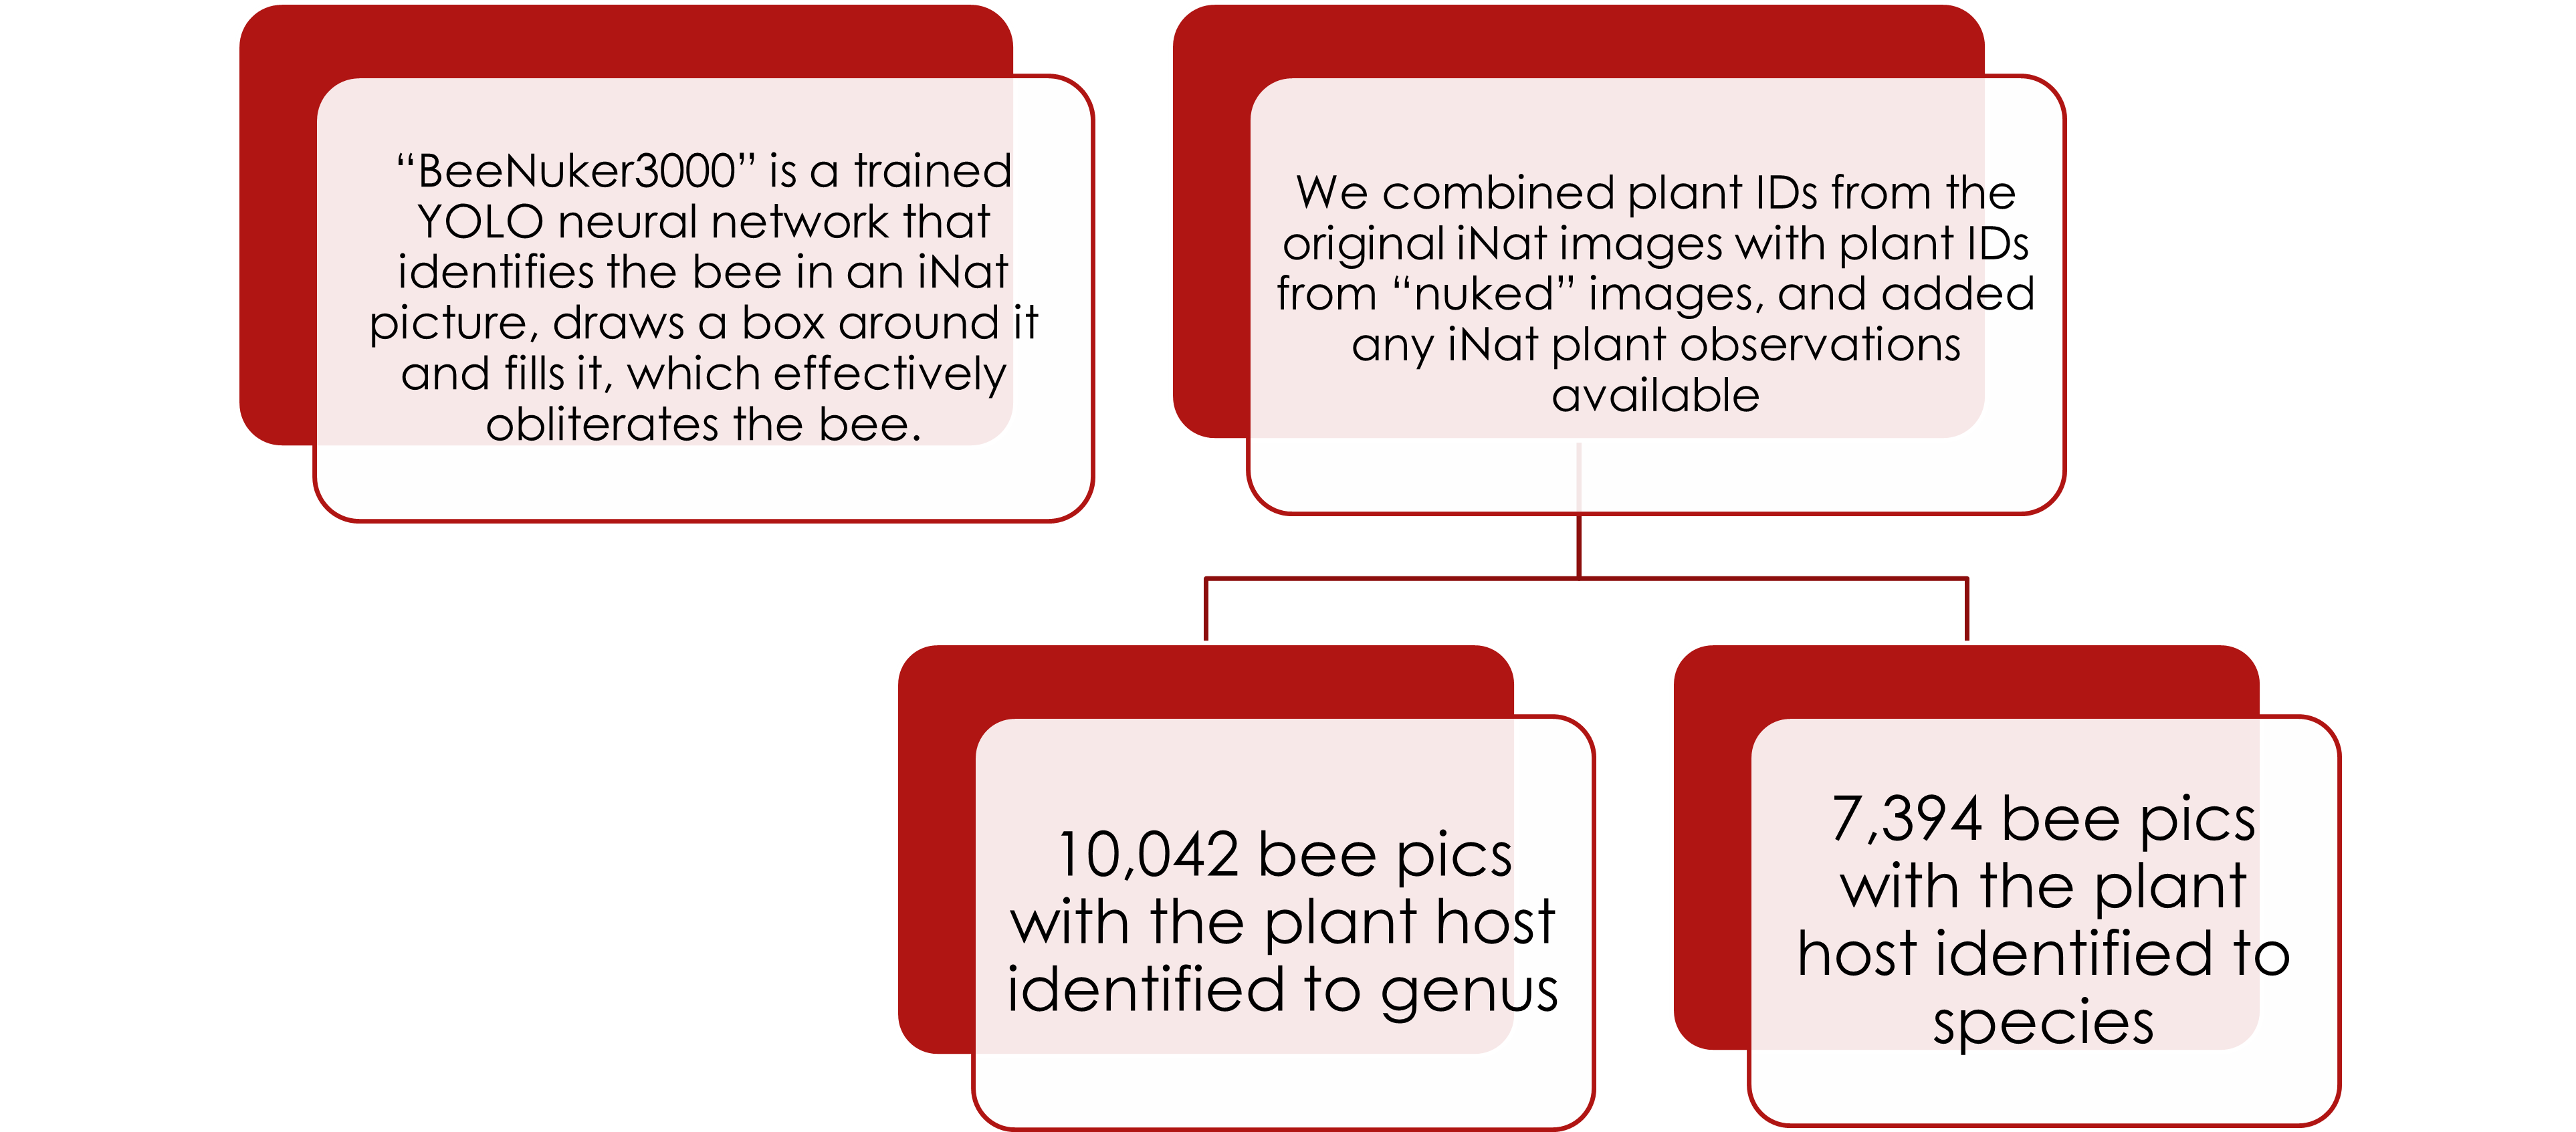 “BeeNuker3000” is a trained
YOLO neural network that
identifies the bee in an iNat
picture, draws a box around it
and fills it, which effectively
obliterates the bee.
We combined plant IDs from the
original iNat images with plant IDs
from “nuked” images, and added
any iNat plant observations
available
10,042 bee pics
with the plant host
identified to genus
7,394 bee pics
with the plant
host identified to
species